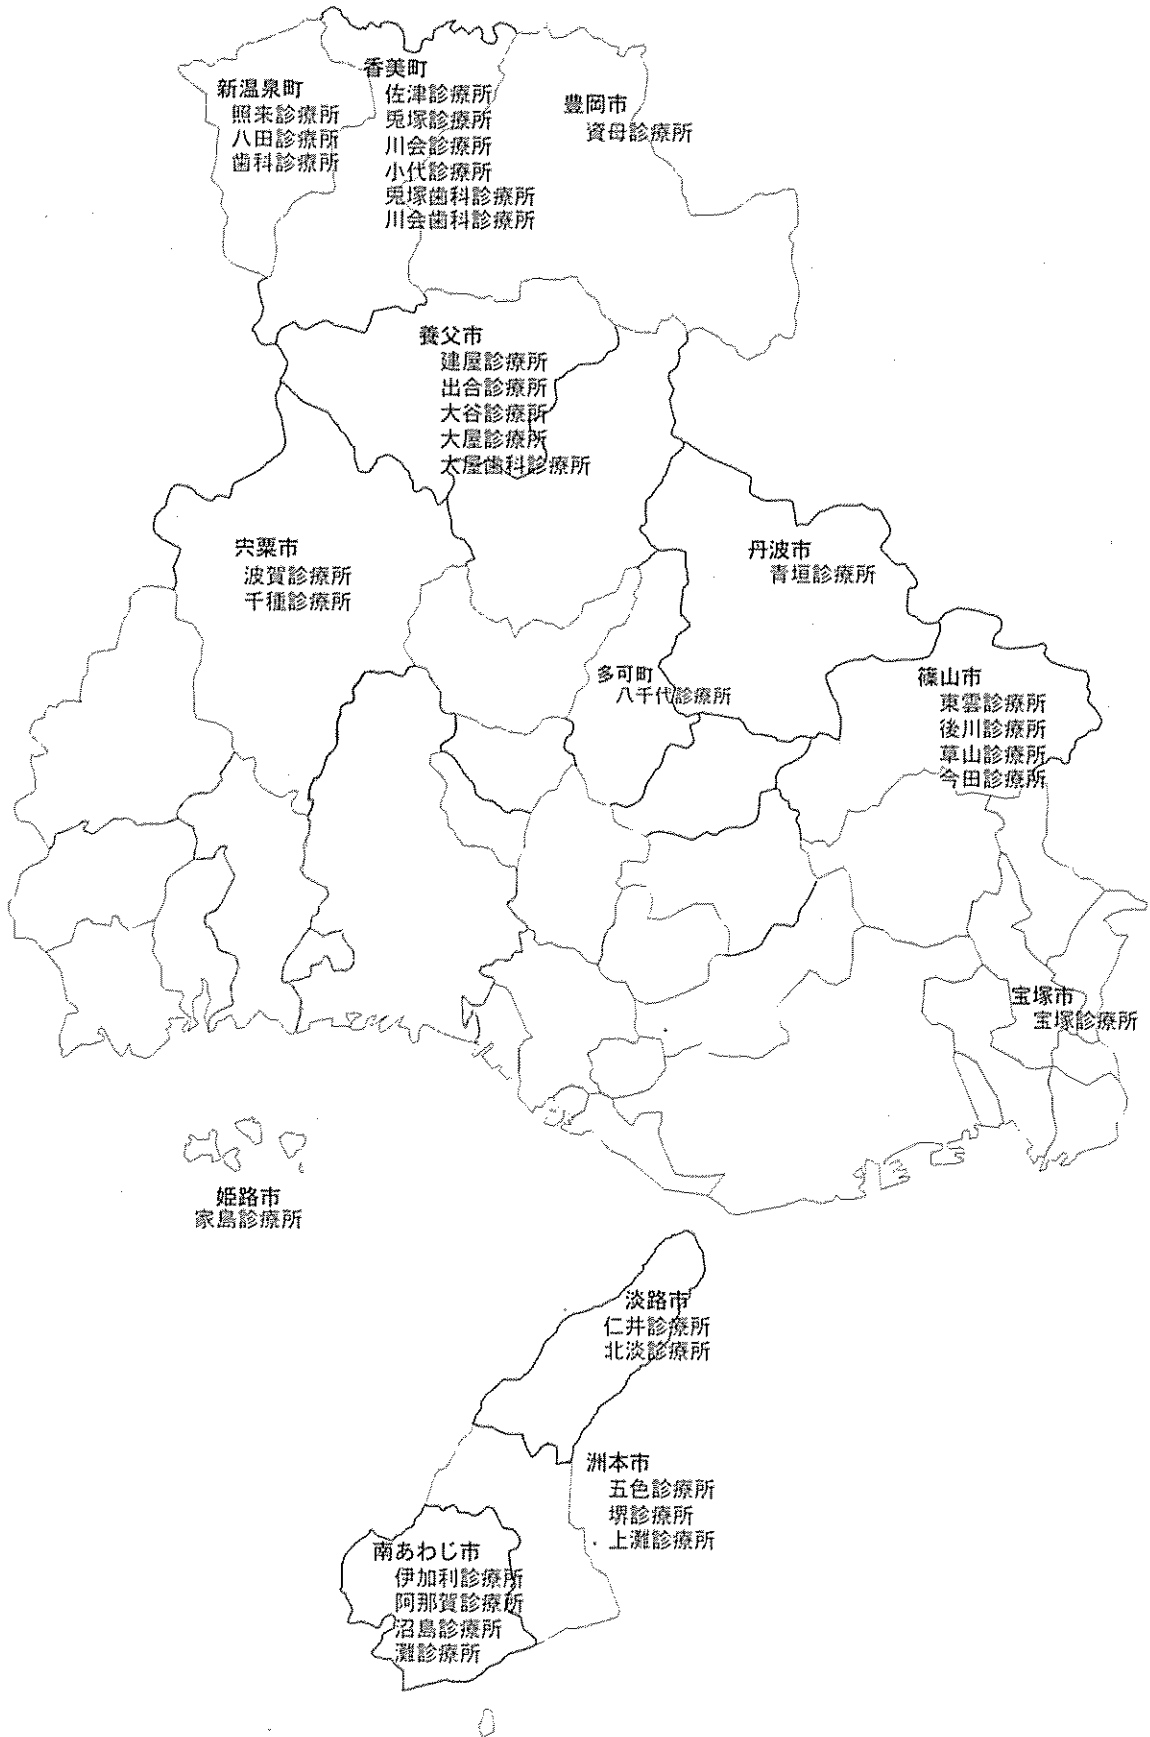 新温泉町
照来診療所
八田診療所
歯科診療所
香美町
佐津診療所
兎塚診療所
川会診療所
小代診療所
兎塚歯科診療所
川会歯科診療所
豊岡市
資母診療所
養父市
建屋診療所
出合診療所
大谷診療所
大屋診療所
大屋歯科診療所
宍粟市
波賀診療所
千種診療所
丹波市
青垣診療所
多可町
八千代診療所
篠山市
東雲診療所
後川診療所
草山診療所
今田診療所
宝塚市
宝塚診療所
姫路市
家島診療所
淡路市
仁井診療所
北淡診療所
洲本市
五色診療所
堺診療所
上灘診療所
南あわじ市
伊加利診療所
阿那賀診療所
沼島診療所
灘診療所